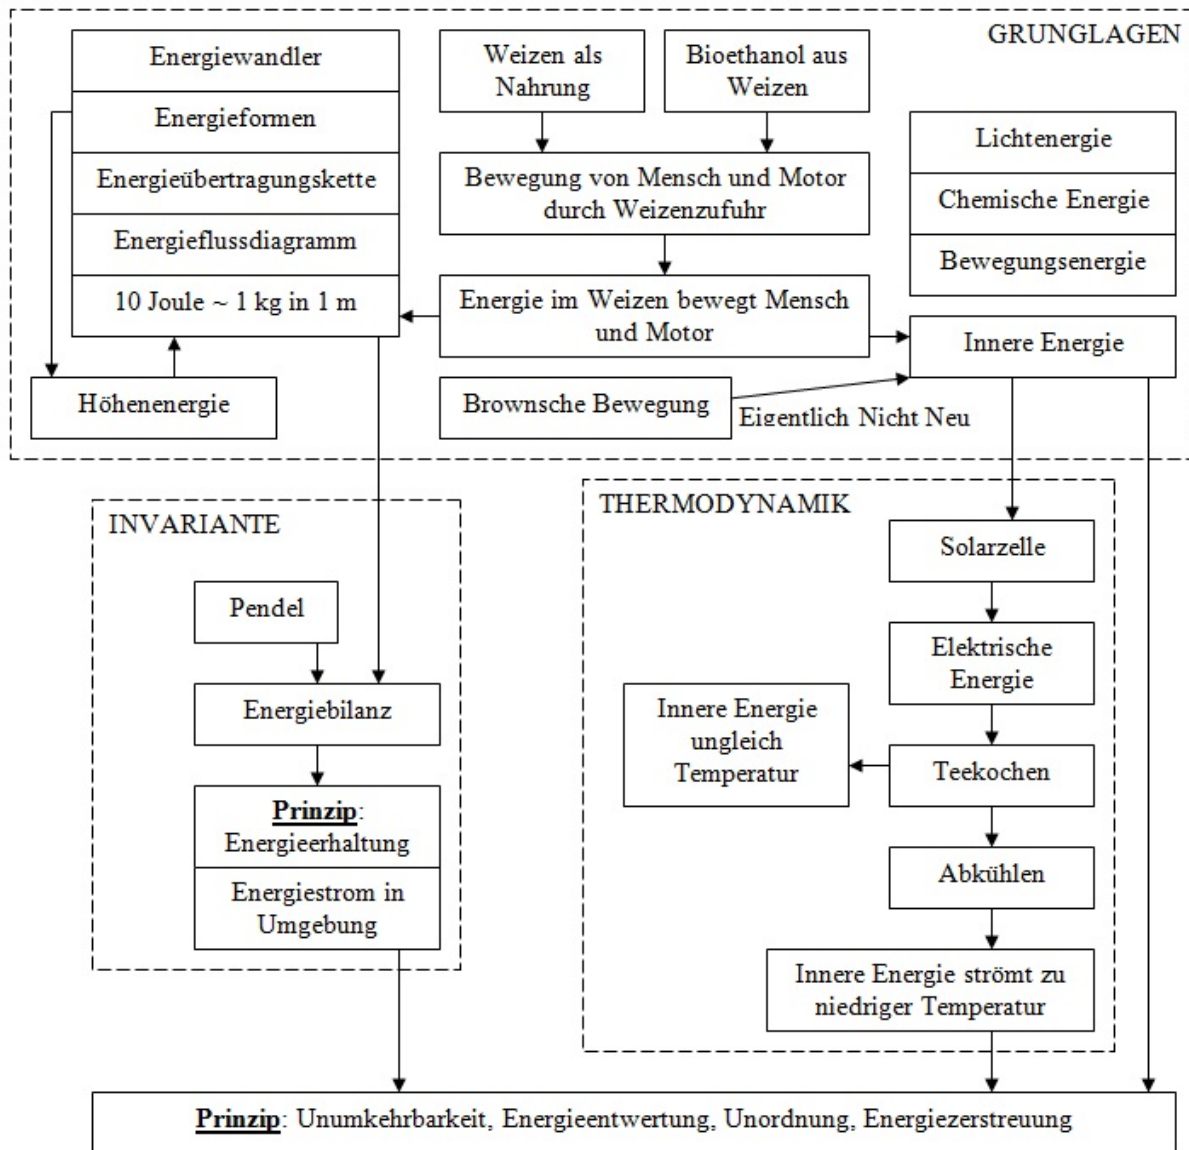 GRUNGLAGEN
Energiewandler
Energieformen
Energieübertragungskette
Energieflussdiagramm
10 Joule ~ 1 kg in 1 m
Höhenenergie
Weizen als
Nahrung
Bioethanol aus
Weizen
Bewegung von Mensch und Motor
durch Weizenzufuhr
Energie im Weizen bewegt Mensch
und Motor
Brownsche Bewegung
Eigentlich Nicht Neu
Lichtenergie
Chemische Energie
Bewegungsenergie
Innere Energie
INVARIANTE
Pendel
Energiebilanz
Prinzip:
Energieerhaltung
Energiestrom in
Umgebung
THERMODYNAMIK
Solarzelle
Elektrische
Energie
Innere Energie
ungleich
Temperatur
Teekochen
Abkühlen
Innere Energie strömt zu
niedriger Temperatur
Prinzip: Unumkehrbarkeit, Energieentwertung, Unordnung, Energiezerstreuung